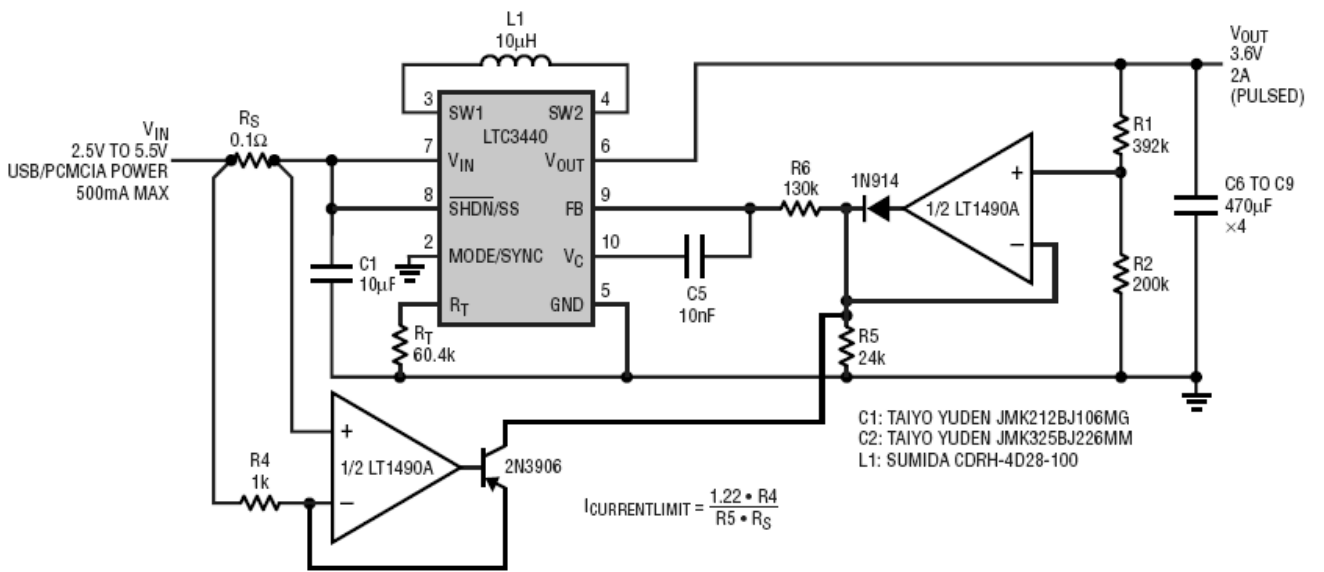 L1
10µH
3
SW1
4
SW2
LTC3440
VIN
2.5V TO 5.5V
USB/PCMCIA POWER
500mA MAX
RS
0.1Ω
7
VIN
6
VOUT
8
SHDN/SS
9
FB
2
MODE/SYNC
10
VC
RT
5
GND
C1
10µF
RT
60.4k
C5
10nF
R6
130k
1N914
+
1/2 LT1490A
–
VOUT
3.6V
2A
(PULSED)
R1
392k
R2
200k
C6 TO C9
470µF
×4
R5
24k
C1: TAIYO YUDEN JMK212BJ106MG
C2: TAIYO YUDEN JMK325BJ226MM
L1: SUMIDA CDRH-4D28-100
R4
1k
+
1/2 LT1490A
–
2N3906
ICURRENTLIMIT = 1.22 • R4
R5 • RS